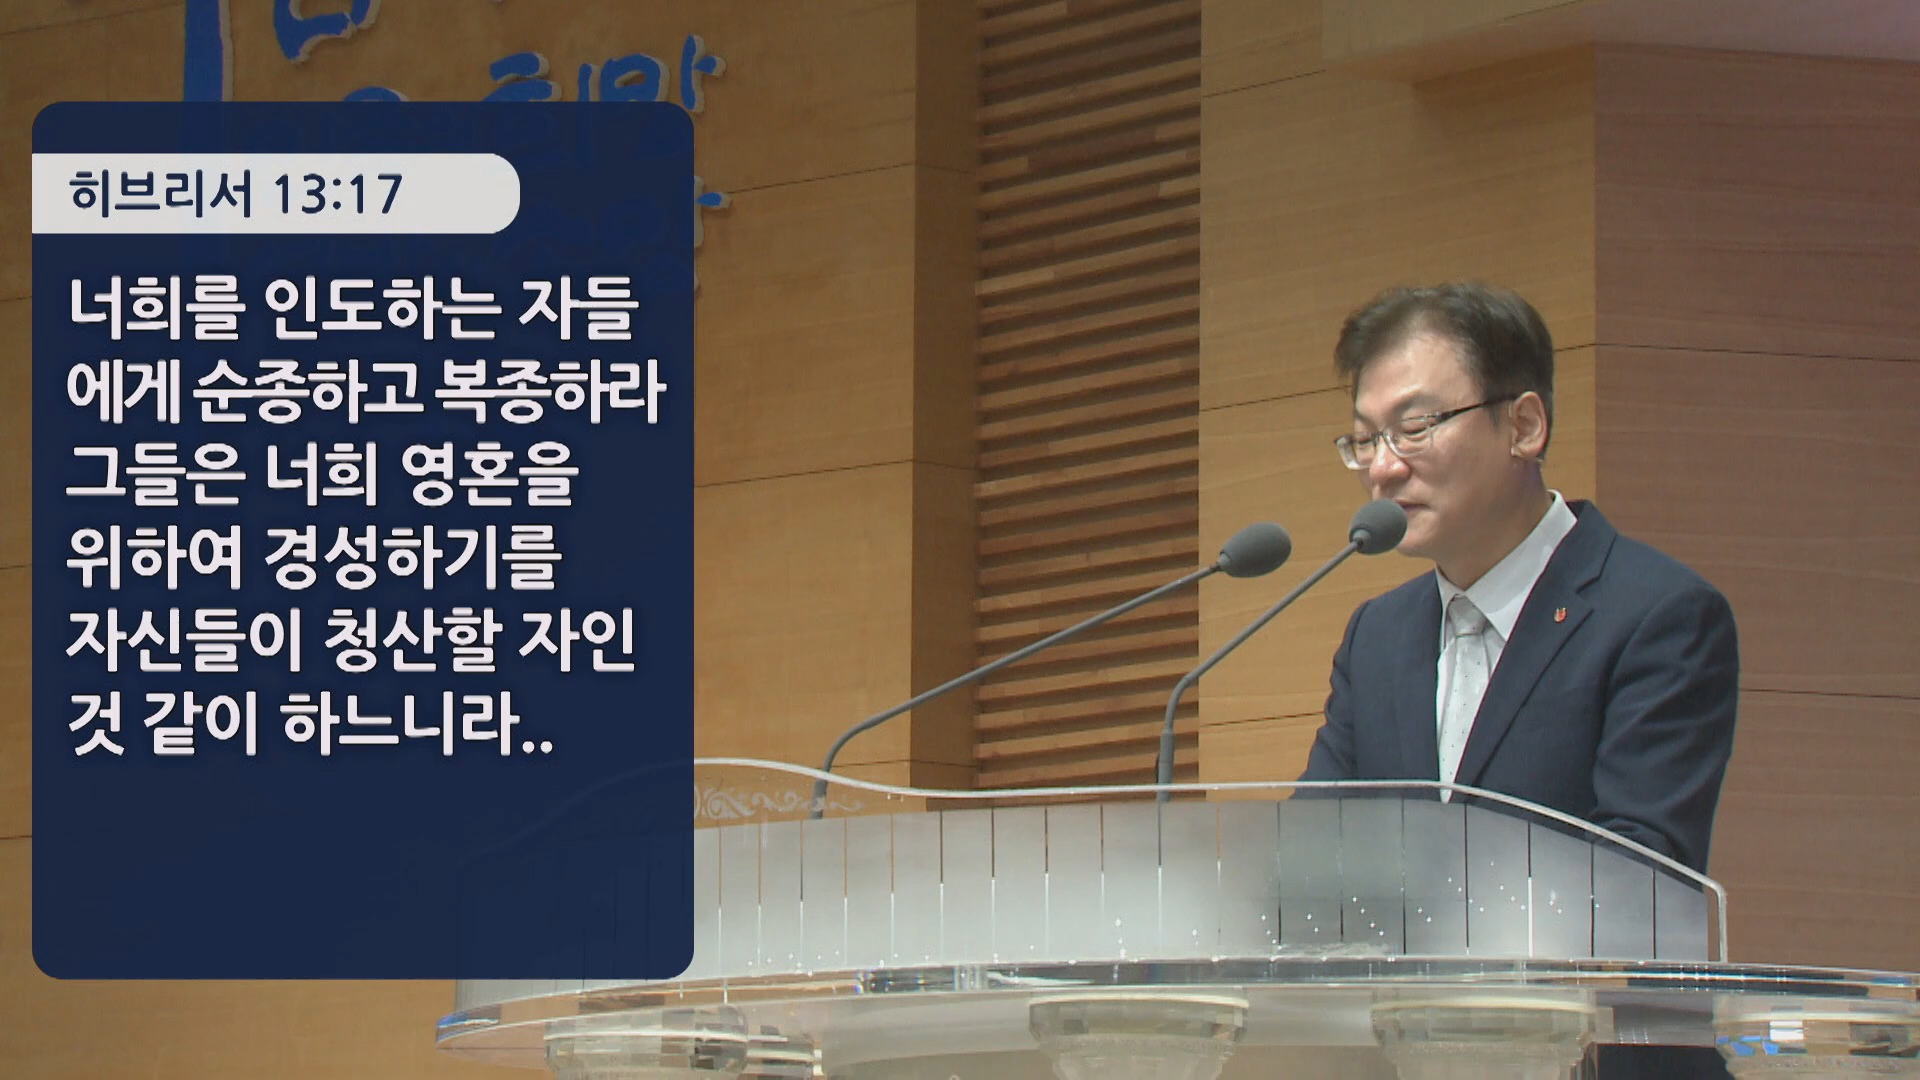 희망
히브리서 13:17
너희를 인도하는 자들
에게 순종하고 복종하라
그들은 너희 영혼을
위하여 경성하기를
자신들이 청산할 자인
것 같이 하느니라..